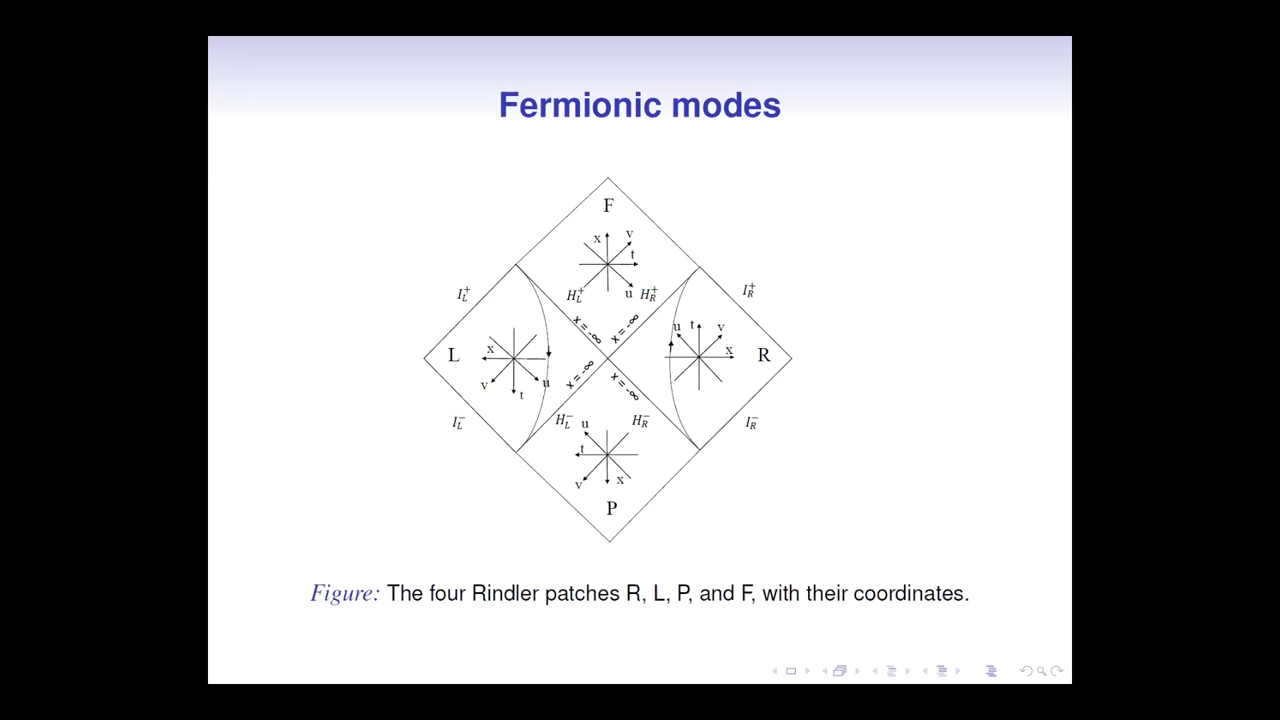 Fermionic modes
F
x v
t
u
H_L^+ H_R^+
I_L^+ I_R^+
x = -∞ x = -∞
u t v
L x x R
v t u
x = -∞ x = -∞
I_L^- H_L^- u H_R^- I_R^-
t
v x
P
Figure: The four Rindler patches R, L, P, and F, with their coordinates.